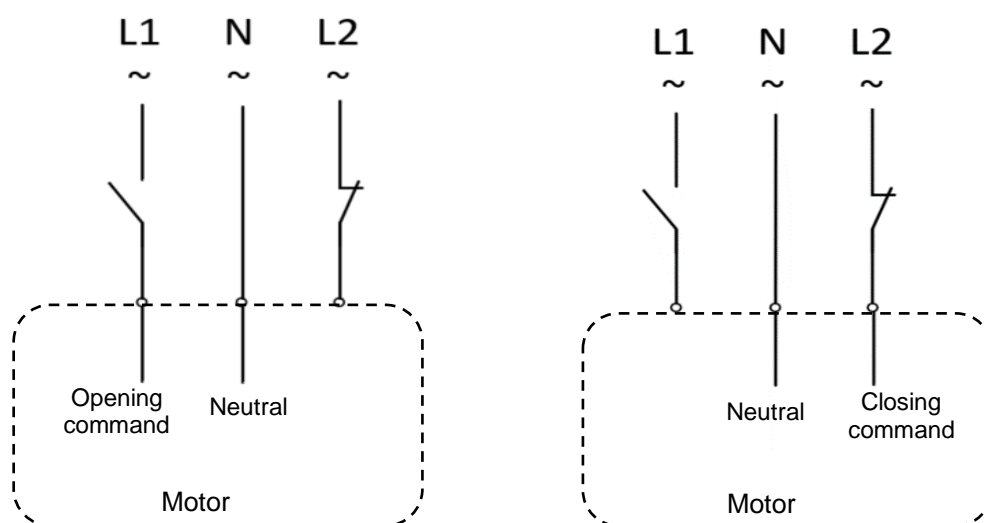 L1 N L2
~ ~ ~
Opening
command
Neutral
Motor
L1 N L2
~ ~ ~
Neutral
Closing
command
Motor